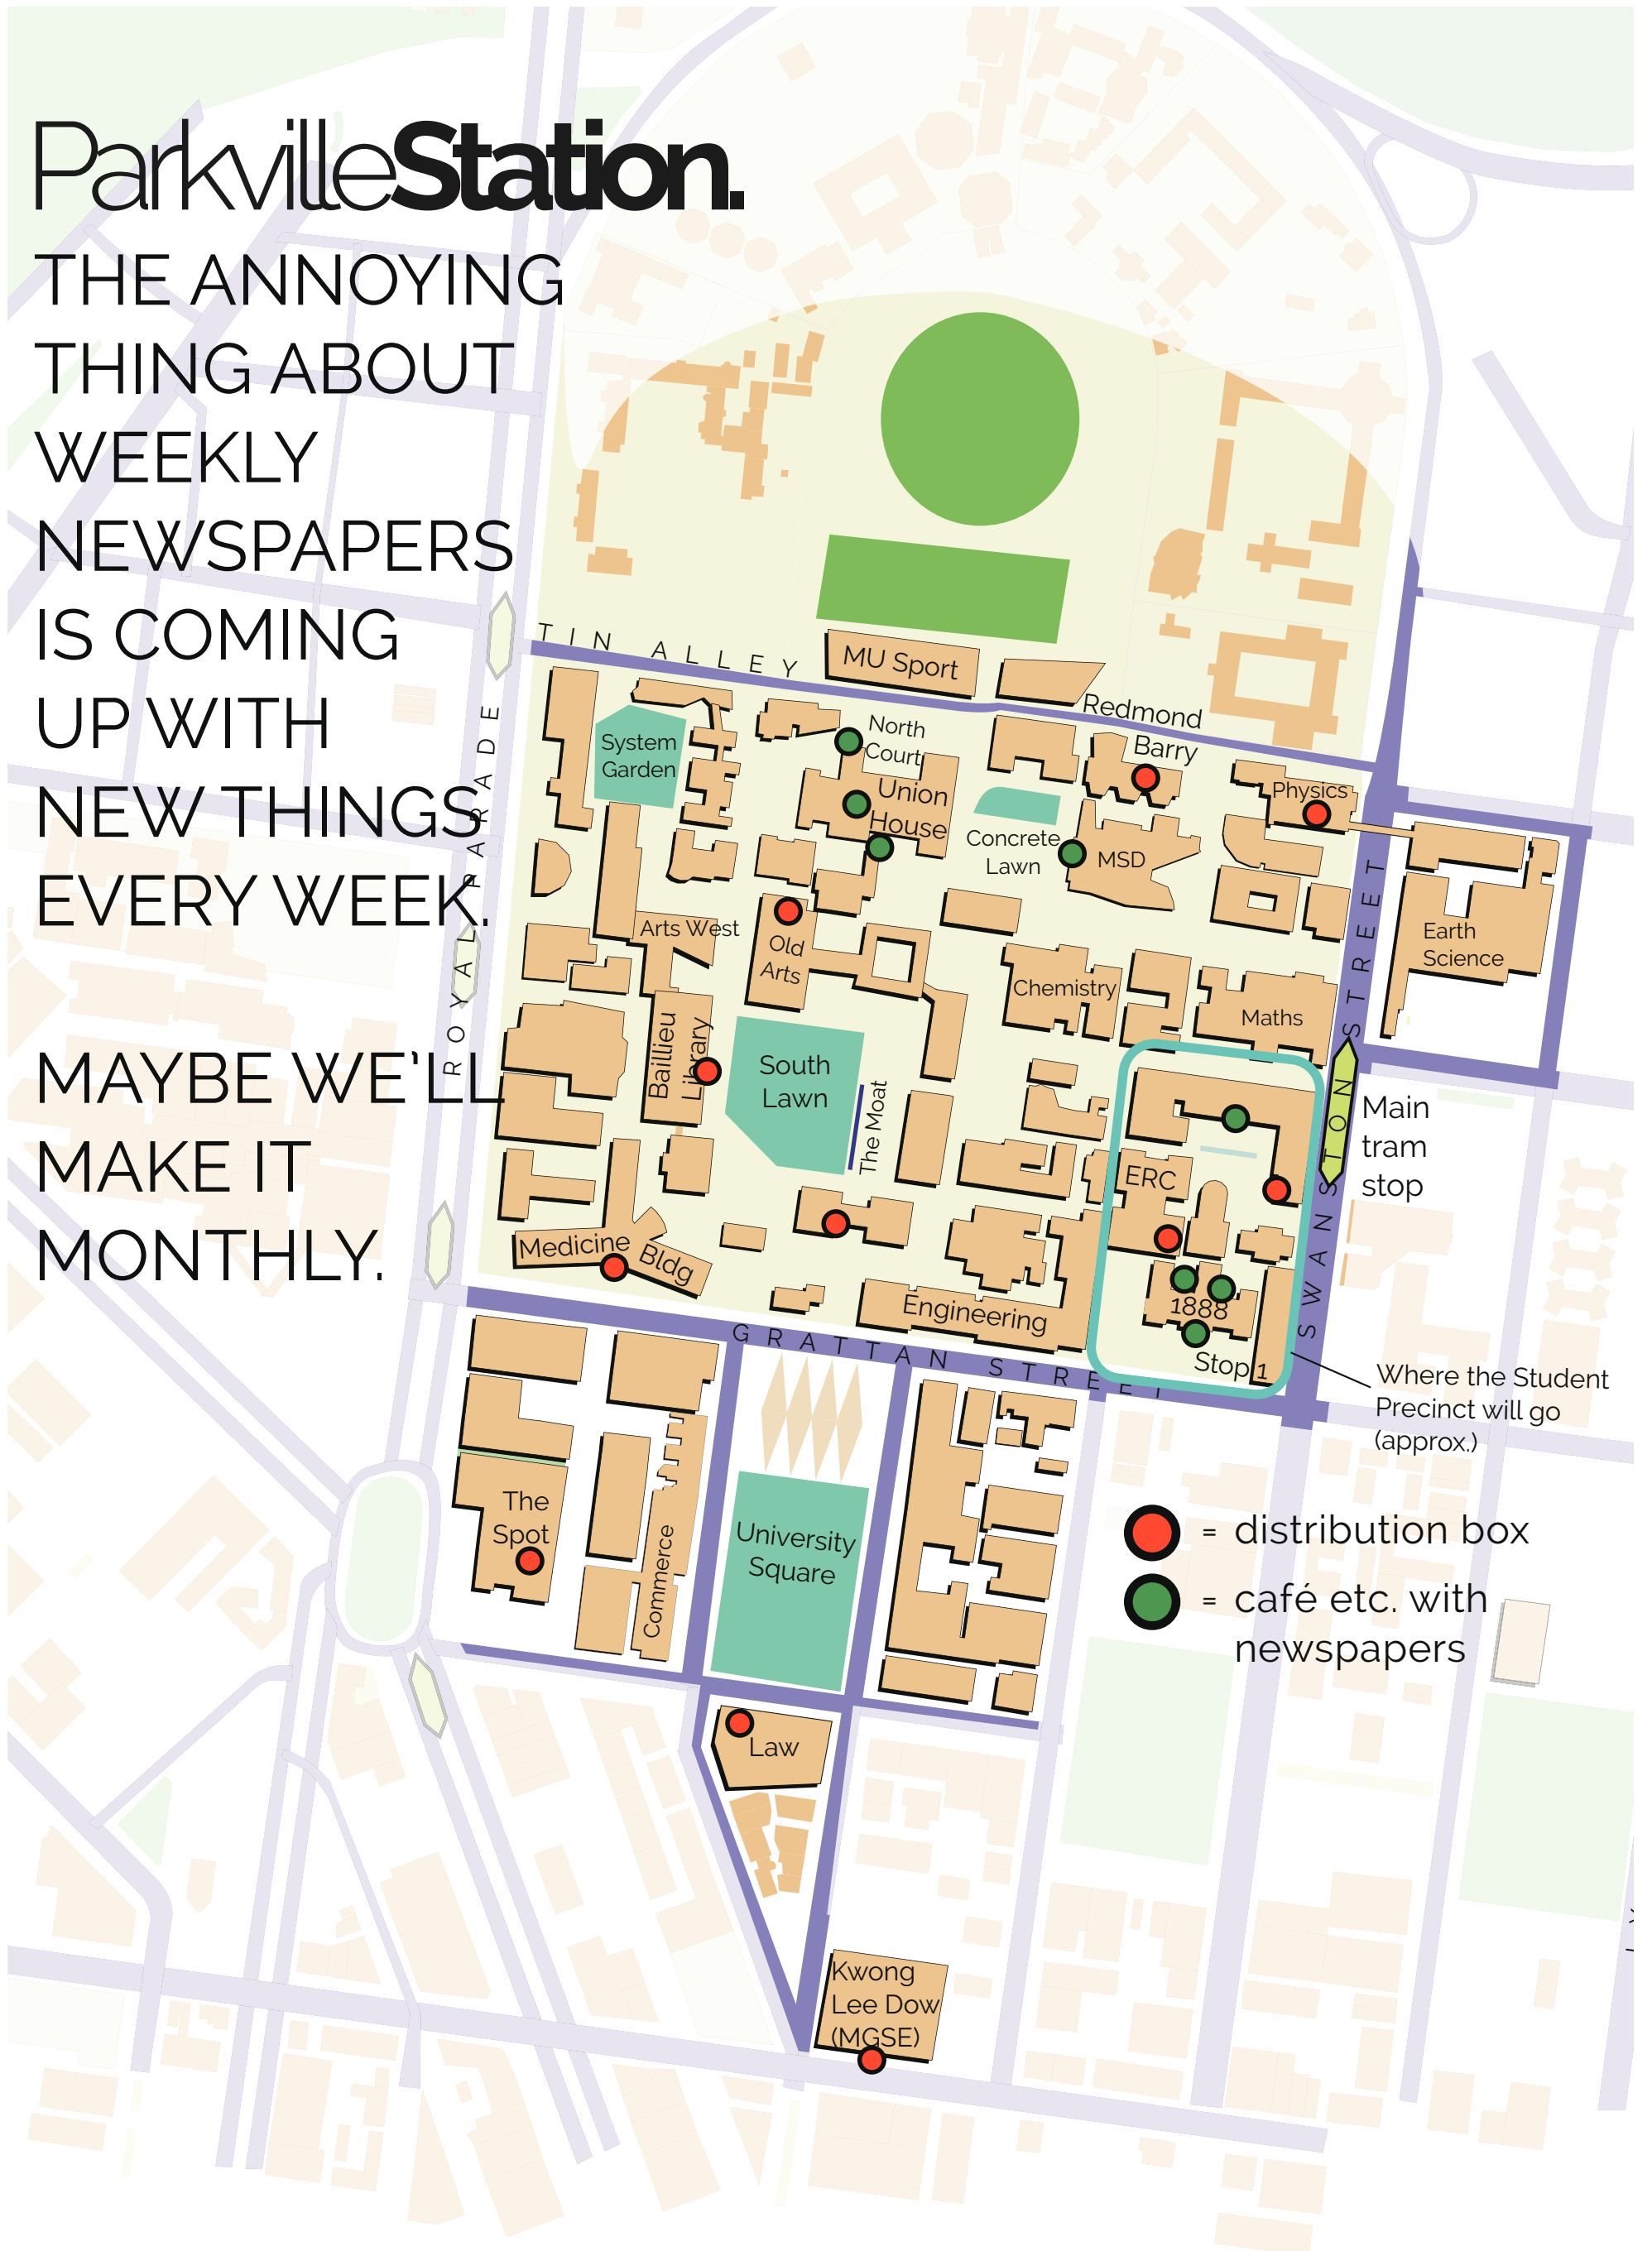 ParkvilleStation.
THE ANNOYING
THING ABOUT
WEEKLY
NEWSPAPERS
IS COMING
UP WITH
NEW THINGS
EVERY WEEK.
MAYBE WE'LL
MAKE IT
MONTHLY.
TIN ALLEY
ROYAL PARADE
MU Sport
Redmond
Barry
System
Garden
North
Court
Union
House
Concrete
Lawn
MSD
Physics
Earth
Science
Arts West
Old
Arts
Chemistry
Maths
Baillieu
Library
South
Lawn
The Moat
SWANSTON STREET
Main
tram
stop
ERC
1888
Stop 1
Medicine
Bldg
Engineering
GRATTAN STREET
Where the Student
Precinct will go
(approx.)
The
Spot
Commerce
University
Square
= distribution box
= café etc. with
newspapers
Law
Kwong
Lee Dow
(MGSE)